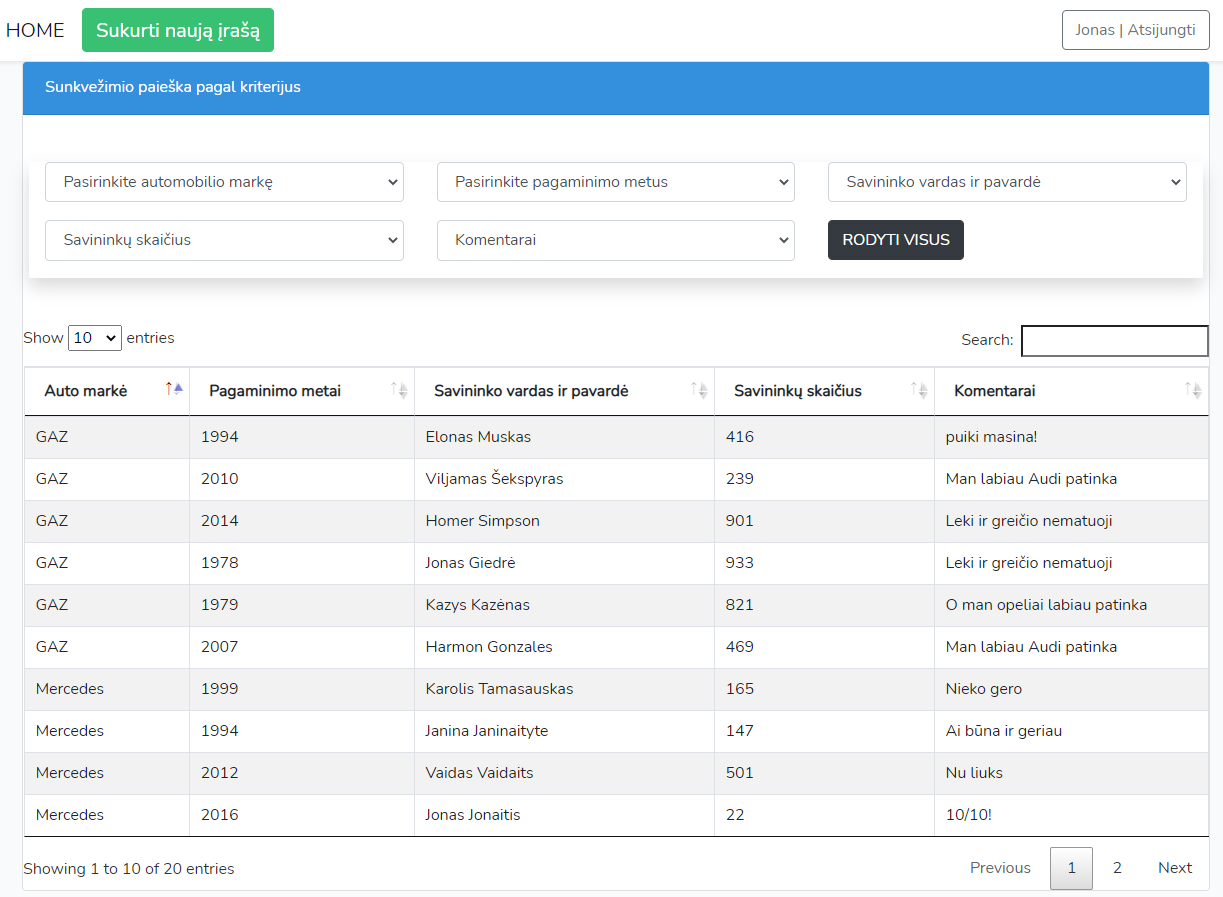 HOME Sukurti naują įrašą Jonas | Atsijungti
Sunkvežimio paieška pagal kriterijus
Pasirinkite automobilio markę Pasirinkite pagaminimo metus Savininko vardas ir pavardė
Savininkų skaičius Komentarai RODYTI VISUS
Show 10 entries Search:
Auto markė Pagaminimo metai Savininko vardas ir pavardė Savininkų skaičius Komentarai
GAZ 1994 Elonas Muskas 416 puiki masina!
GAZ 2010 Viljamas Šekspyras 239 Man labiau Audi patinka
GAZ 2014 Homer Simpson 901 Leki ir greičio nematuoji
GAZ 1978 Jonas Giedrė 933 Leki ir greičio nematuoji
GAZ 1979 Kazys Kazėnas 821 O man opeliai labiau patinka
GAZ 2007 Harmon Gonzales 469 Man labiau Audi patinka
Mercedes 1999 Karolis Tamasauskas 165 Nieko gero
Mercedes 1994 Janina Janinaityte 147 Ai būna ir geriau
Mercedes 2012 Vaidas Vaidaits 501 Nu liuks
Mercedes 2016 Jonas Jonaitis 22 10/10!
Showing 1 to 10 of 20 entries Previous 1 2 Next